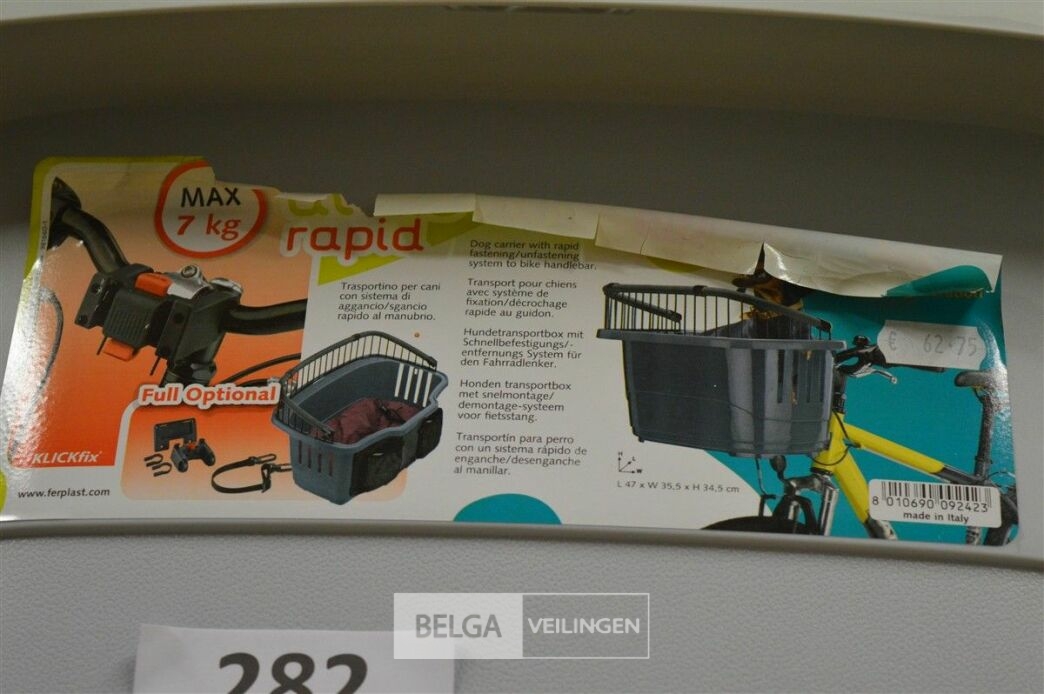 MAX
7 kg
rapid
Dog carrier with rapid
fastening/unfastening
system to bike handlebar.
Trasportino per cani
con sistema di
aggancio/sgancio
rapido al manubrio.
Transport pour chiens
avec système de
fixation/décrochage
rapide au guidon.
Hundetransportbox mit
Schnellbefestigungs/-
entfernungs System für
den Fahrradlenker.
Honden transportbox
met snelmontage/
demontage-systeem
voor fietsstang.
Transportín para perro
con un sistema rápido de
enganche/desenganche
al manillar.
Full Optional
KLICKfix®
www.ferplast.com
€ 62.75
H
L
W
L 47 x W 35,5 x H 34,5 cm
8 010690 092423
made in Italy
BELGA VEILINGEN
282